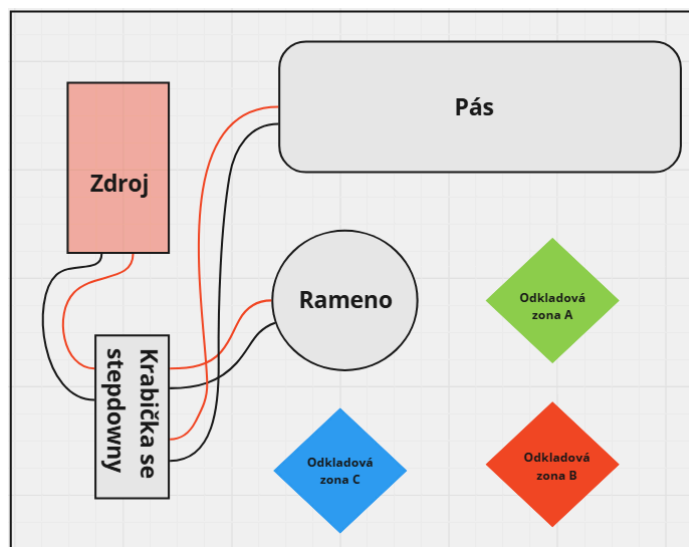 Pás
Zdroj
Rameno
Odkladová
zona A
Krabička se
stepdowny
Odkladová
zona C
Odkladová
zona B